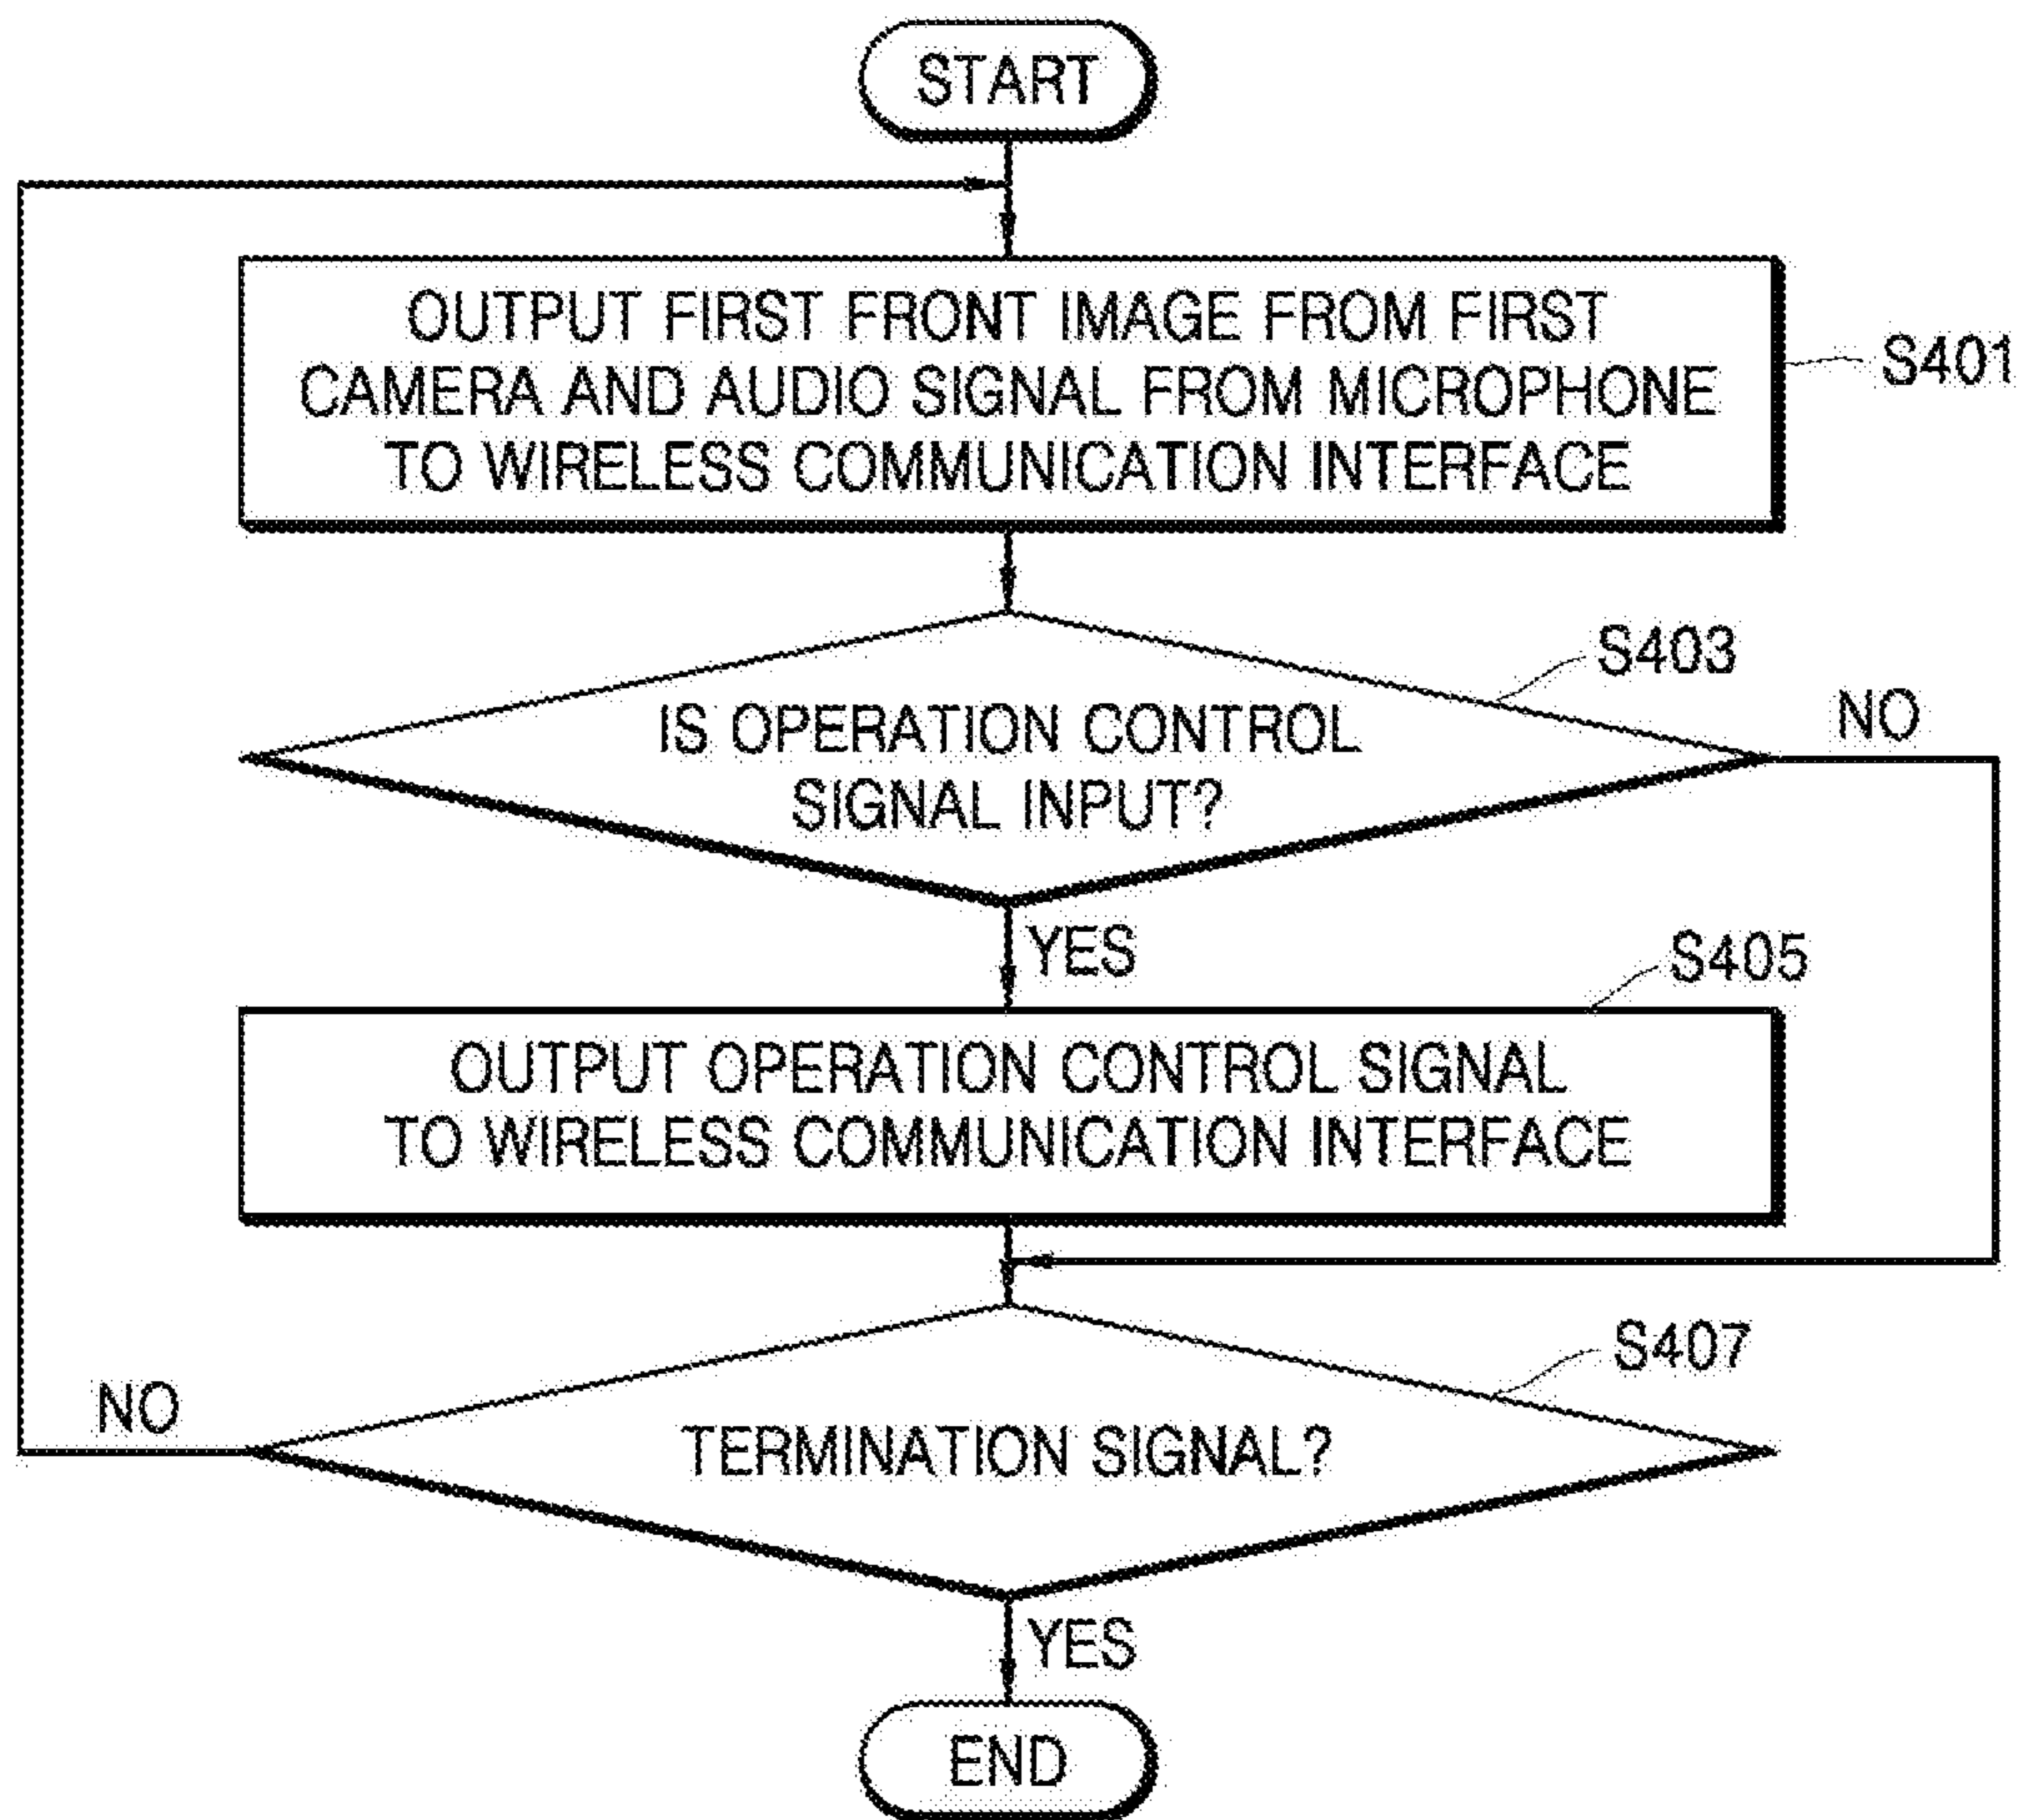 START
OUTPUT FIRST FRONT IMAGE FROM FIRST
CAMERA AND AUDIO SIGNAL FROM MICROPHONE
TO WIRELESS COMMUNICATION INTERFACE
S401
S403
IS OPERATION CONTROL
SIGNAL INPUT?
NO
YES
S405
OUTPUT OPERATION CONTROL SIGNAL
TO WIRELESS COMMUNICATION INTERFACE
S407
NO
TERMINATION SIGNAL?
YES
END